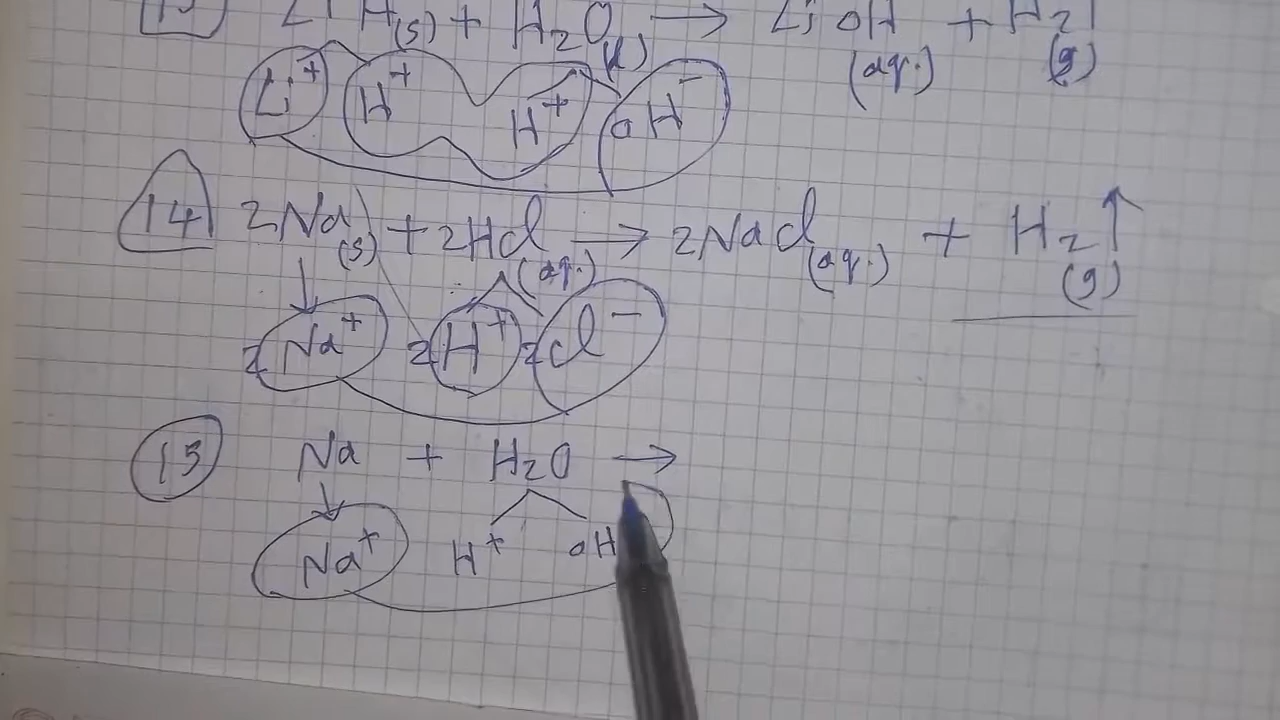 H(s) + H2O(l) → LiOH(aq.) + H2↑(g)
Li+ H+ H+ OH-
14 2Na(s) + 2HCl(aq.) → 2NaCl(aq.) + H2↑(g)
2Na+ 2H+ 2Cl-
15 Na + H2O →
Na+ H+ OH